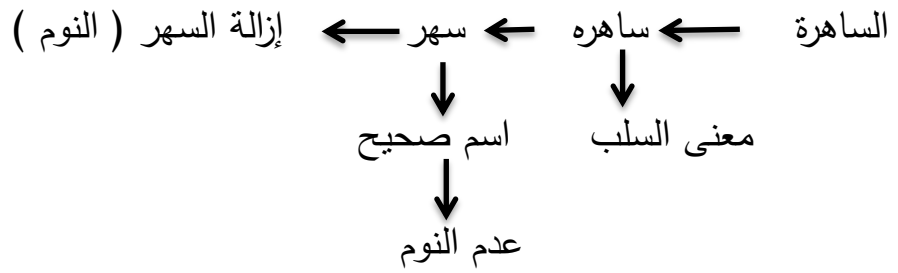 الساهرة ساهره سهر إزالة السهر ( النوم )
معنى السلب اسم صحيح
عدم النوم